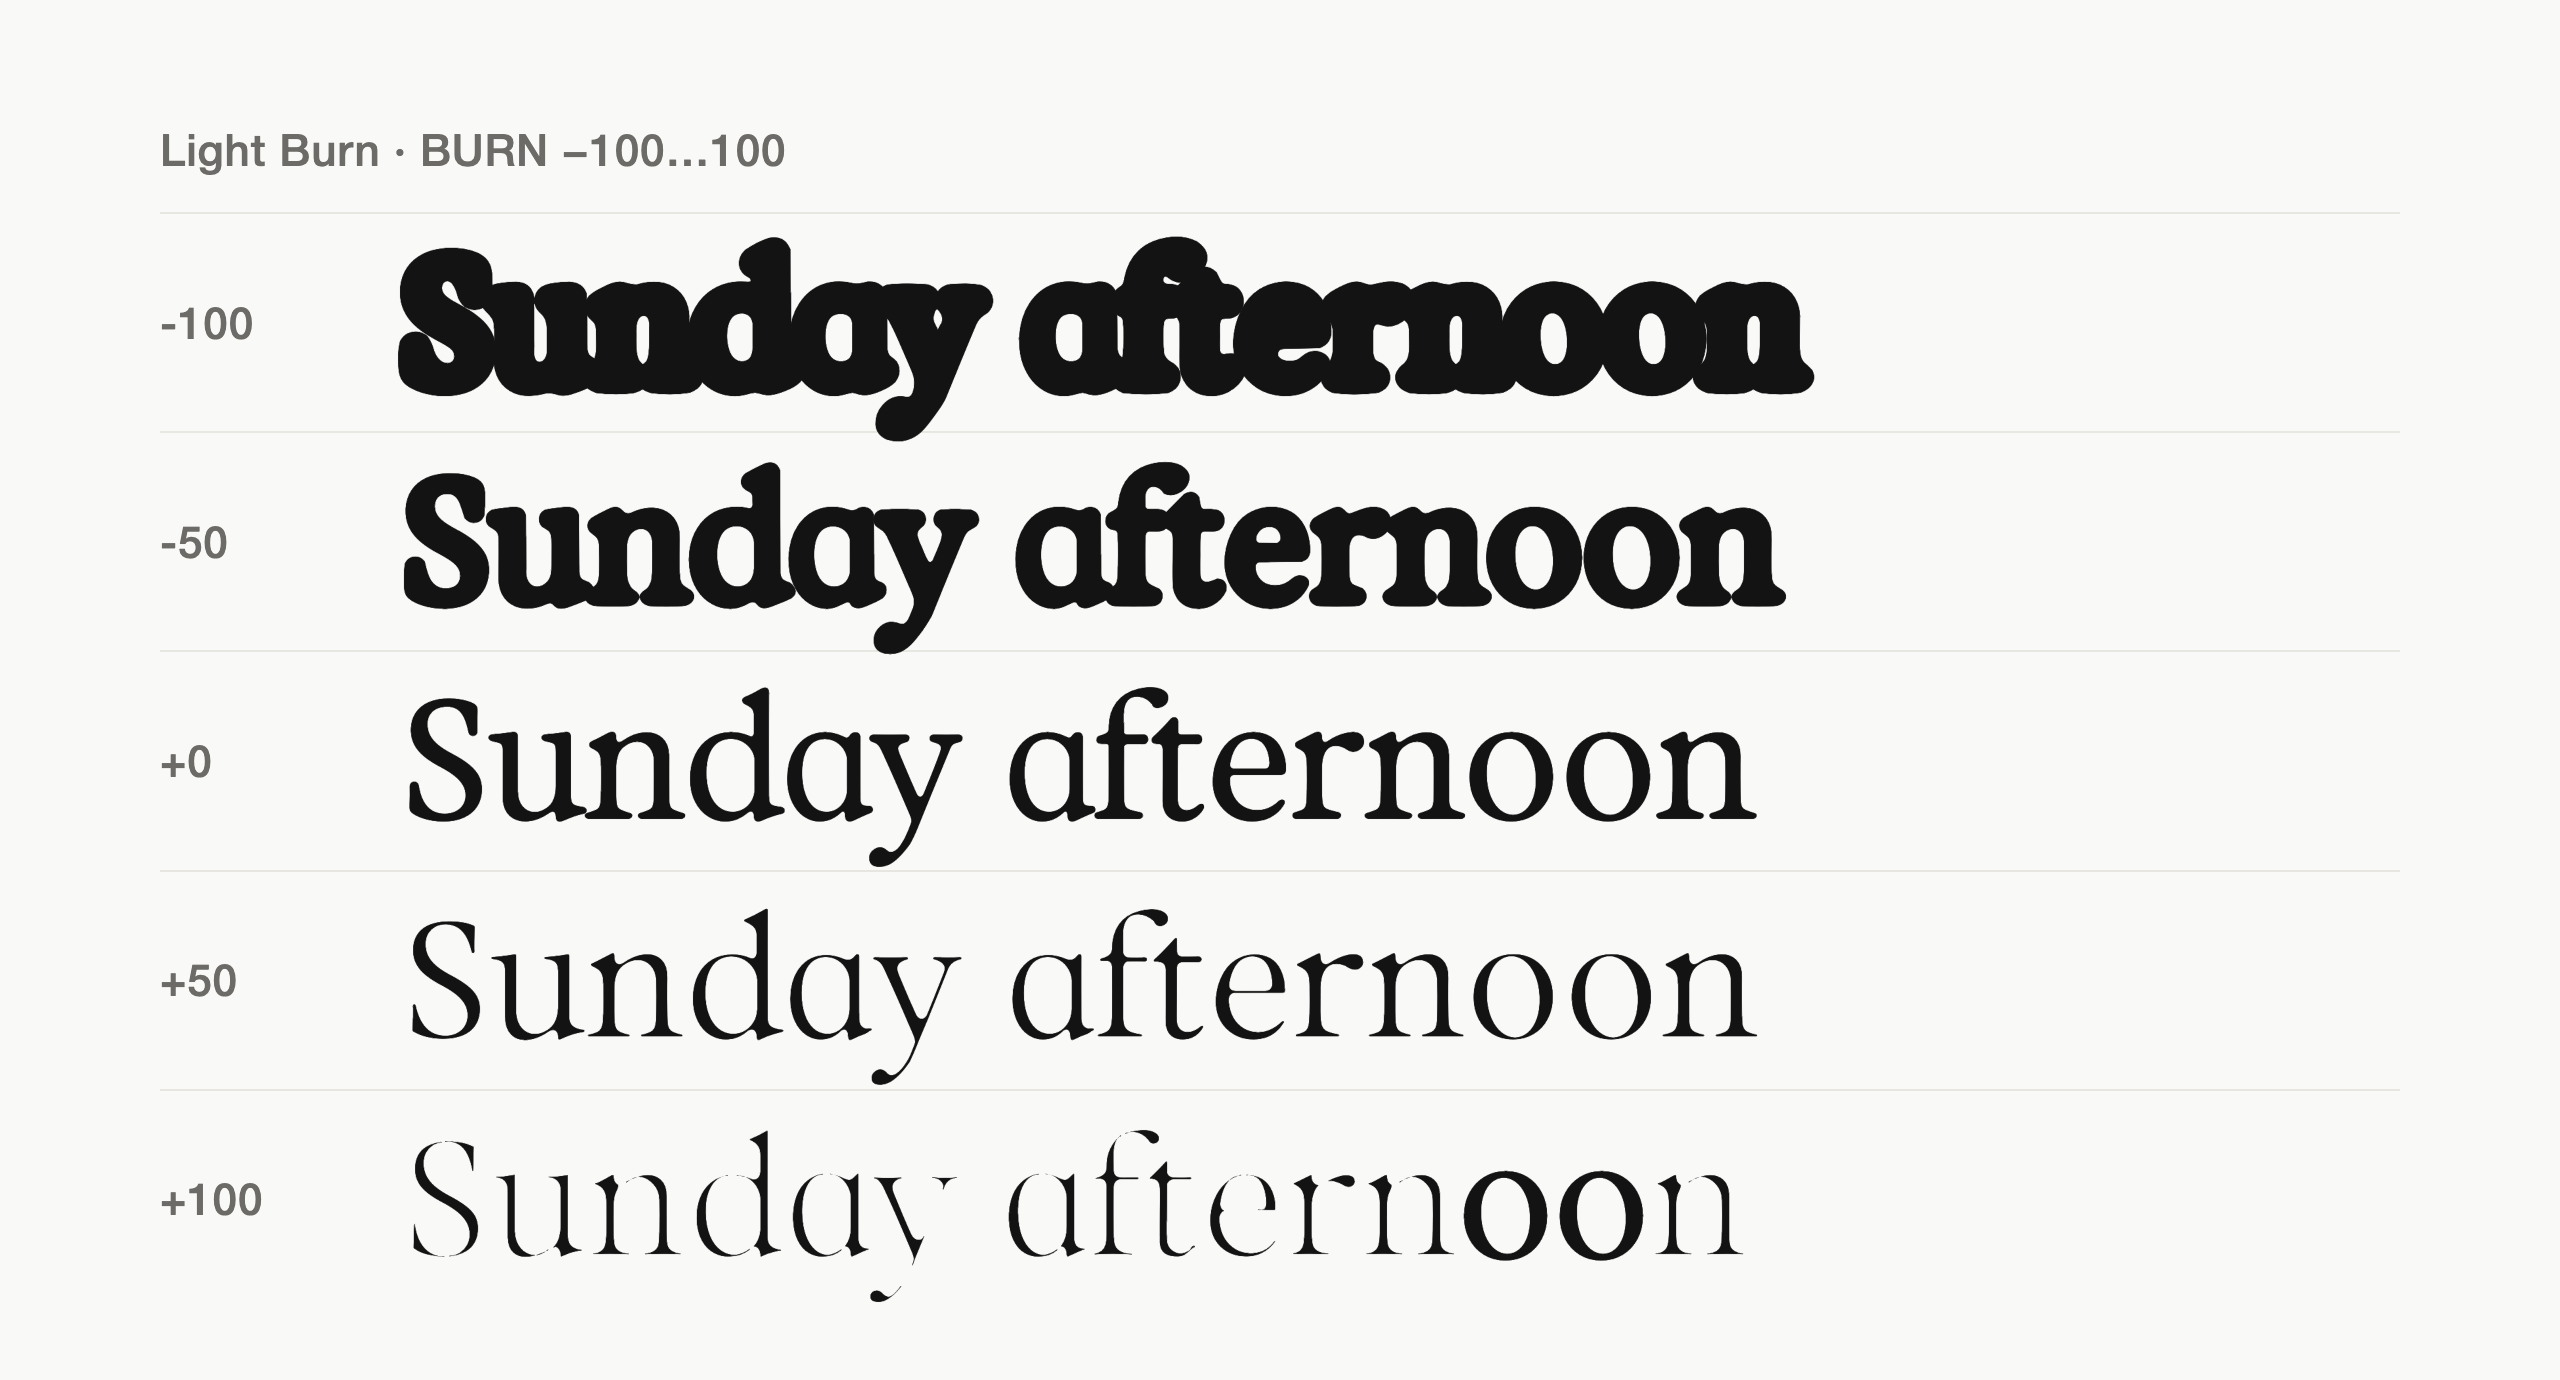 Light Burn · BURN –100…100
-100 Sunday afternoon
-50 Sunday afternoon
+0 Sunday afternoon
+50 Sunday afternoon
+100 Sunday afternoon